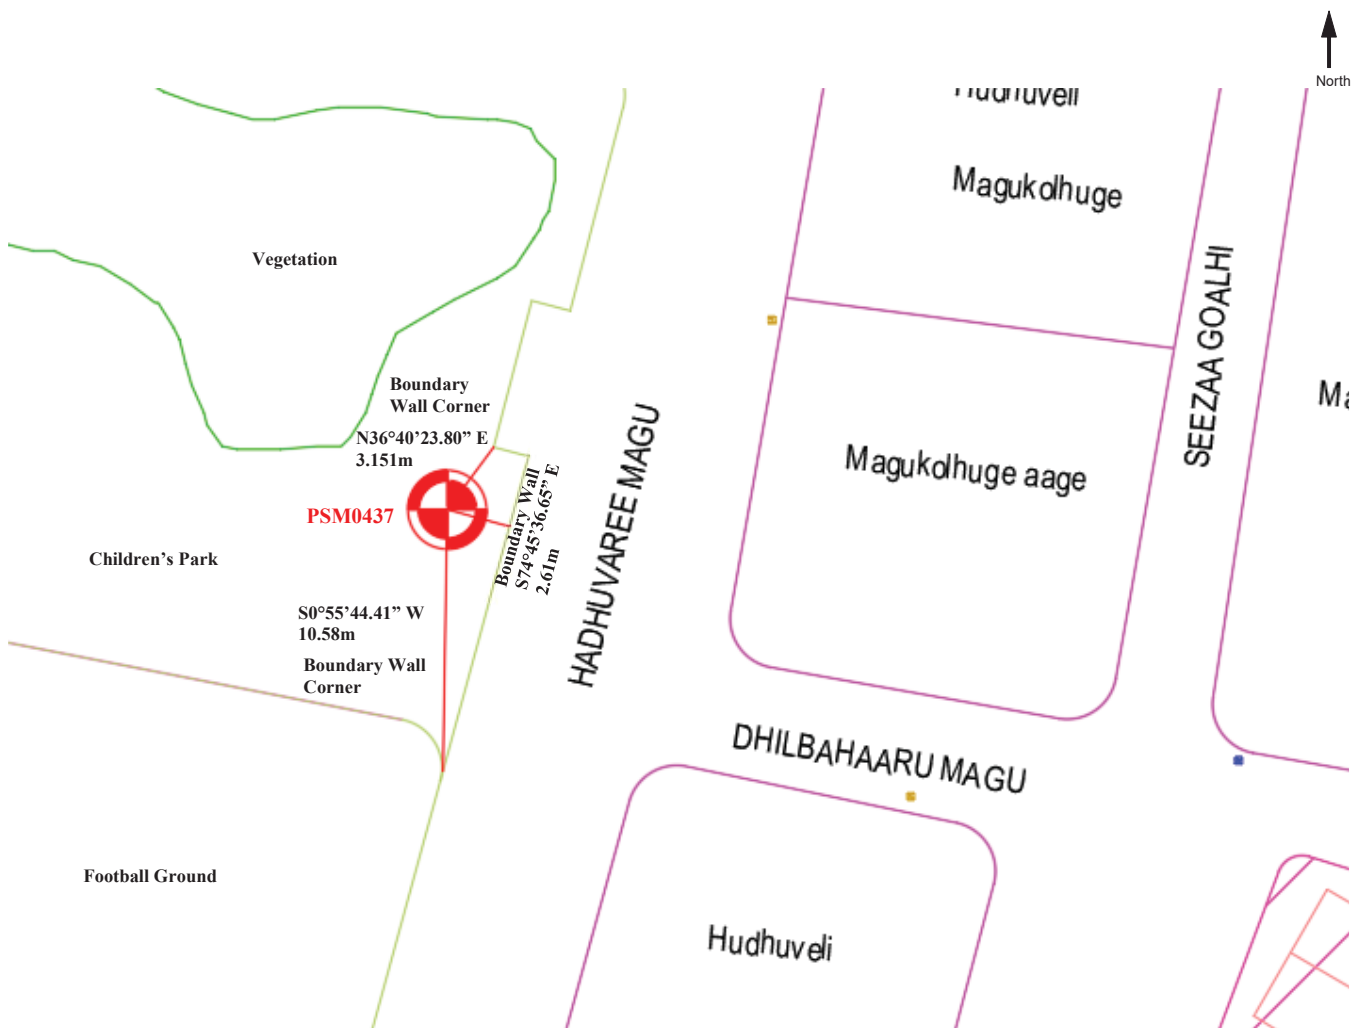 North
Hudhuveli
Magukolhuge
Vegetation
SEEZAA GOALHI
Boundary
Wall Corner
N36°40’23.80” E
3.151m
Magukolhuge aage
HADHUVAREE MAGU
Boundary Wall
S74°45’36.65” E
2.61m
PSM0437
Children’s Park
S0°55’44.41” W
10.58m
Boundary Wall
Corner
DHILBAHAARU MAGU
Football Ground
Hudhuveli